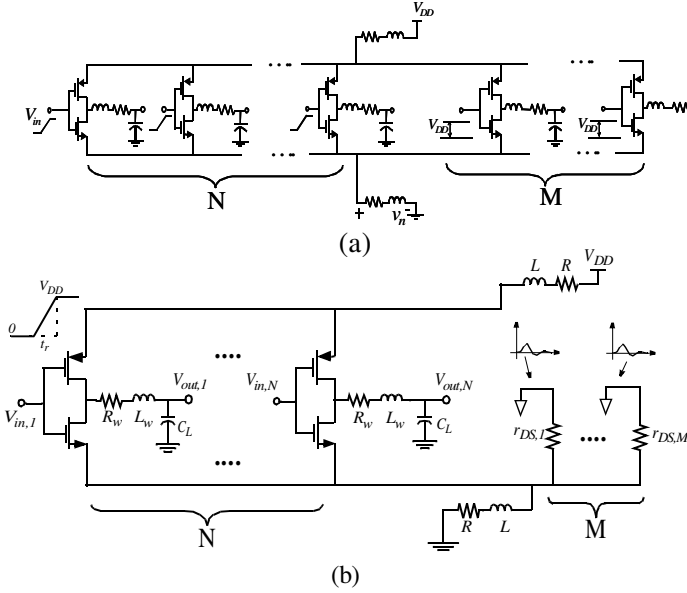 V_DD
V_in
V_DD
V_DD
N
M
+
v_n
-
(a)
V_DD
0
t_r
L
R
V_DD
V_in,1
R_w
L_w
C_L
V_out,1
V_in,N
R_w
L_w
C_L
V_out,N
r_DS,1
r_DS,M
N
R
L
M
(b)